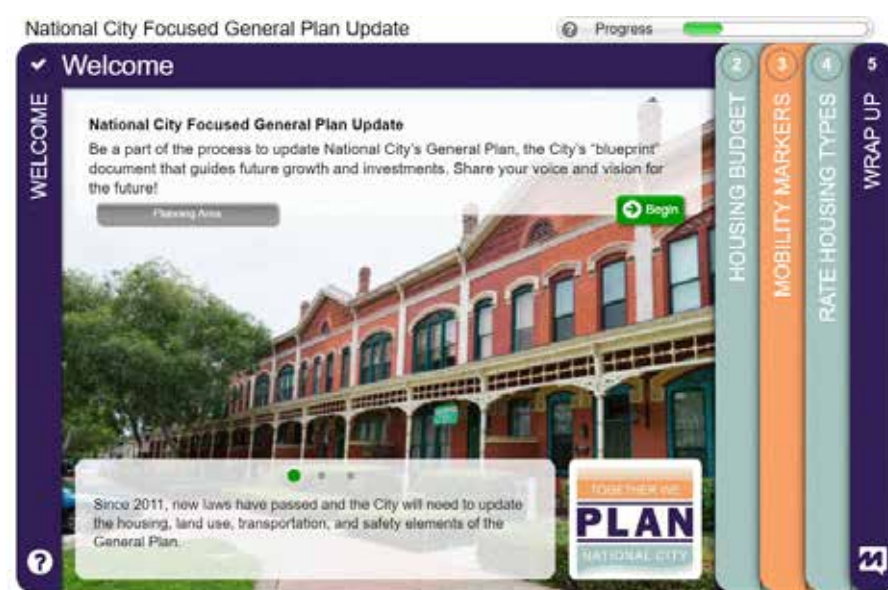 National City Focused General Plan Update
Progress
Welcome
WELCOME
National City Focused General Plan Update
Be a part of the process to update National City's General Plan, the City's "blueprint"
document that guides future growth and investments. Share your voice and vision for
the future!
Planning Area
Begin
Since 2011, new laws have passed and the City will need to update
the housing, land use, transportation, and safety elements of the
General Plan.
TOGETHER WE
PLAN
NATIONAL CITY
2
HOUSING BUDGET
3
MOBILITY MARKERS
4
RATE HOUSING TYPES
5
WRAP UP